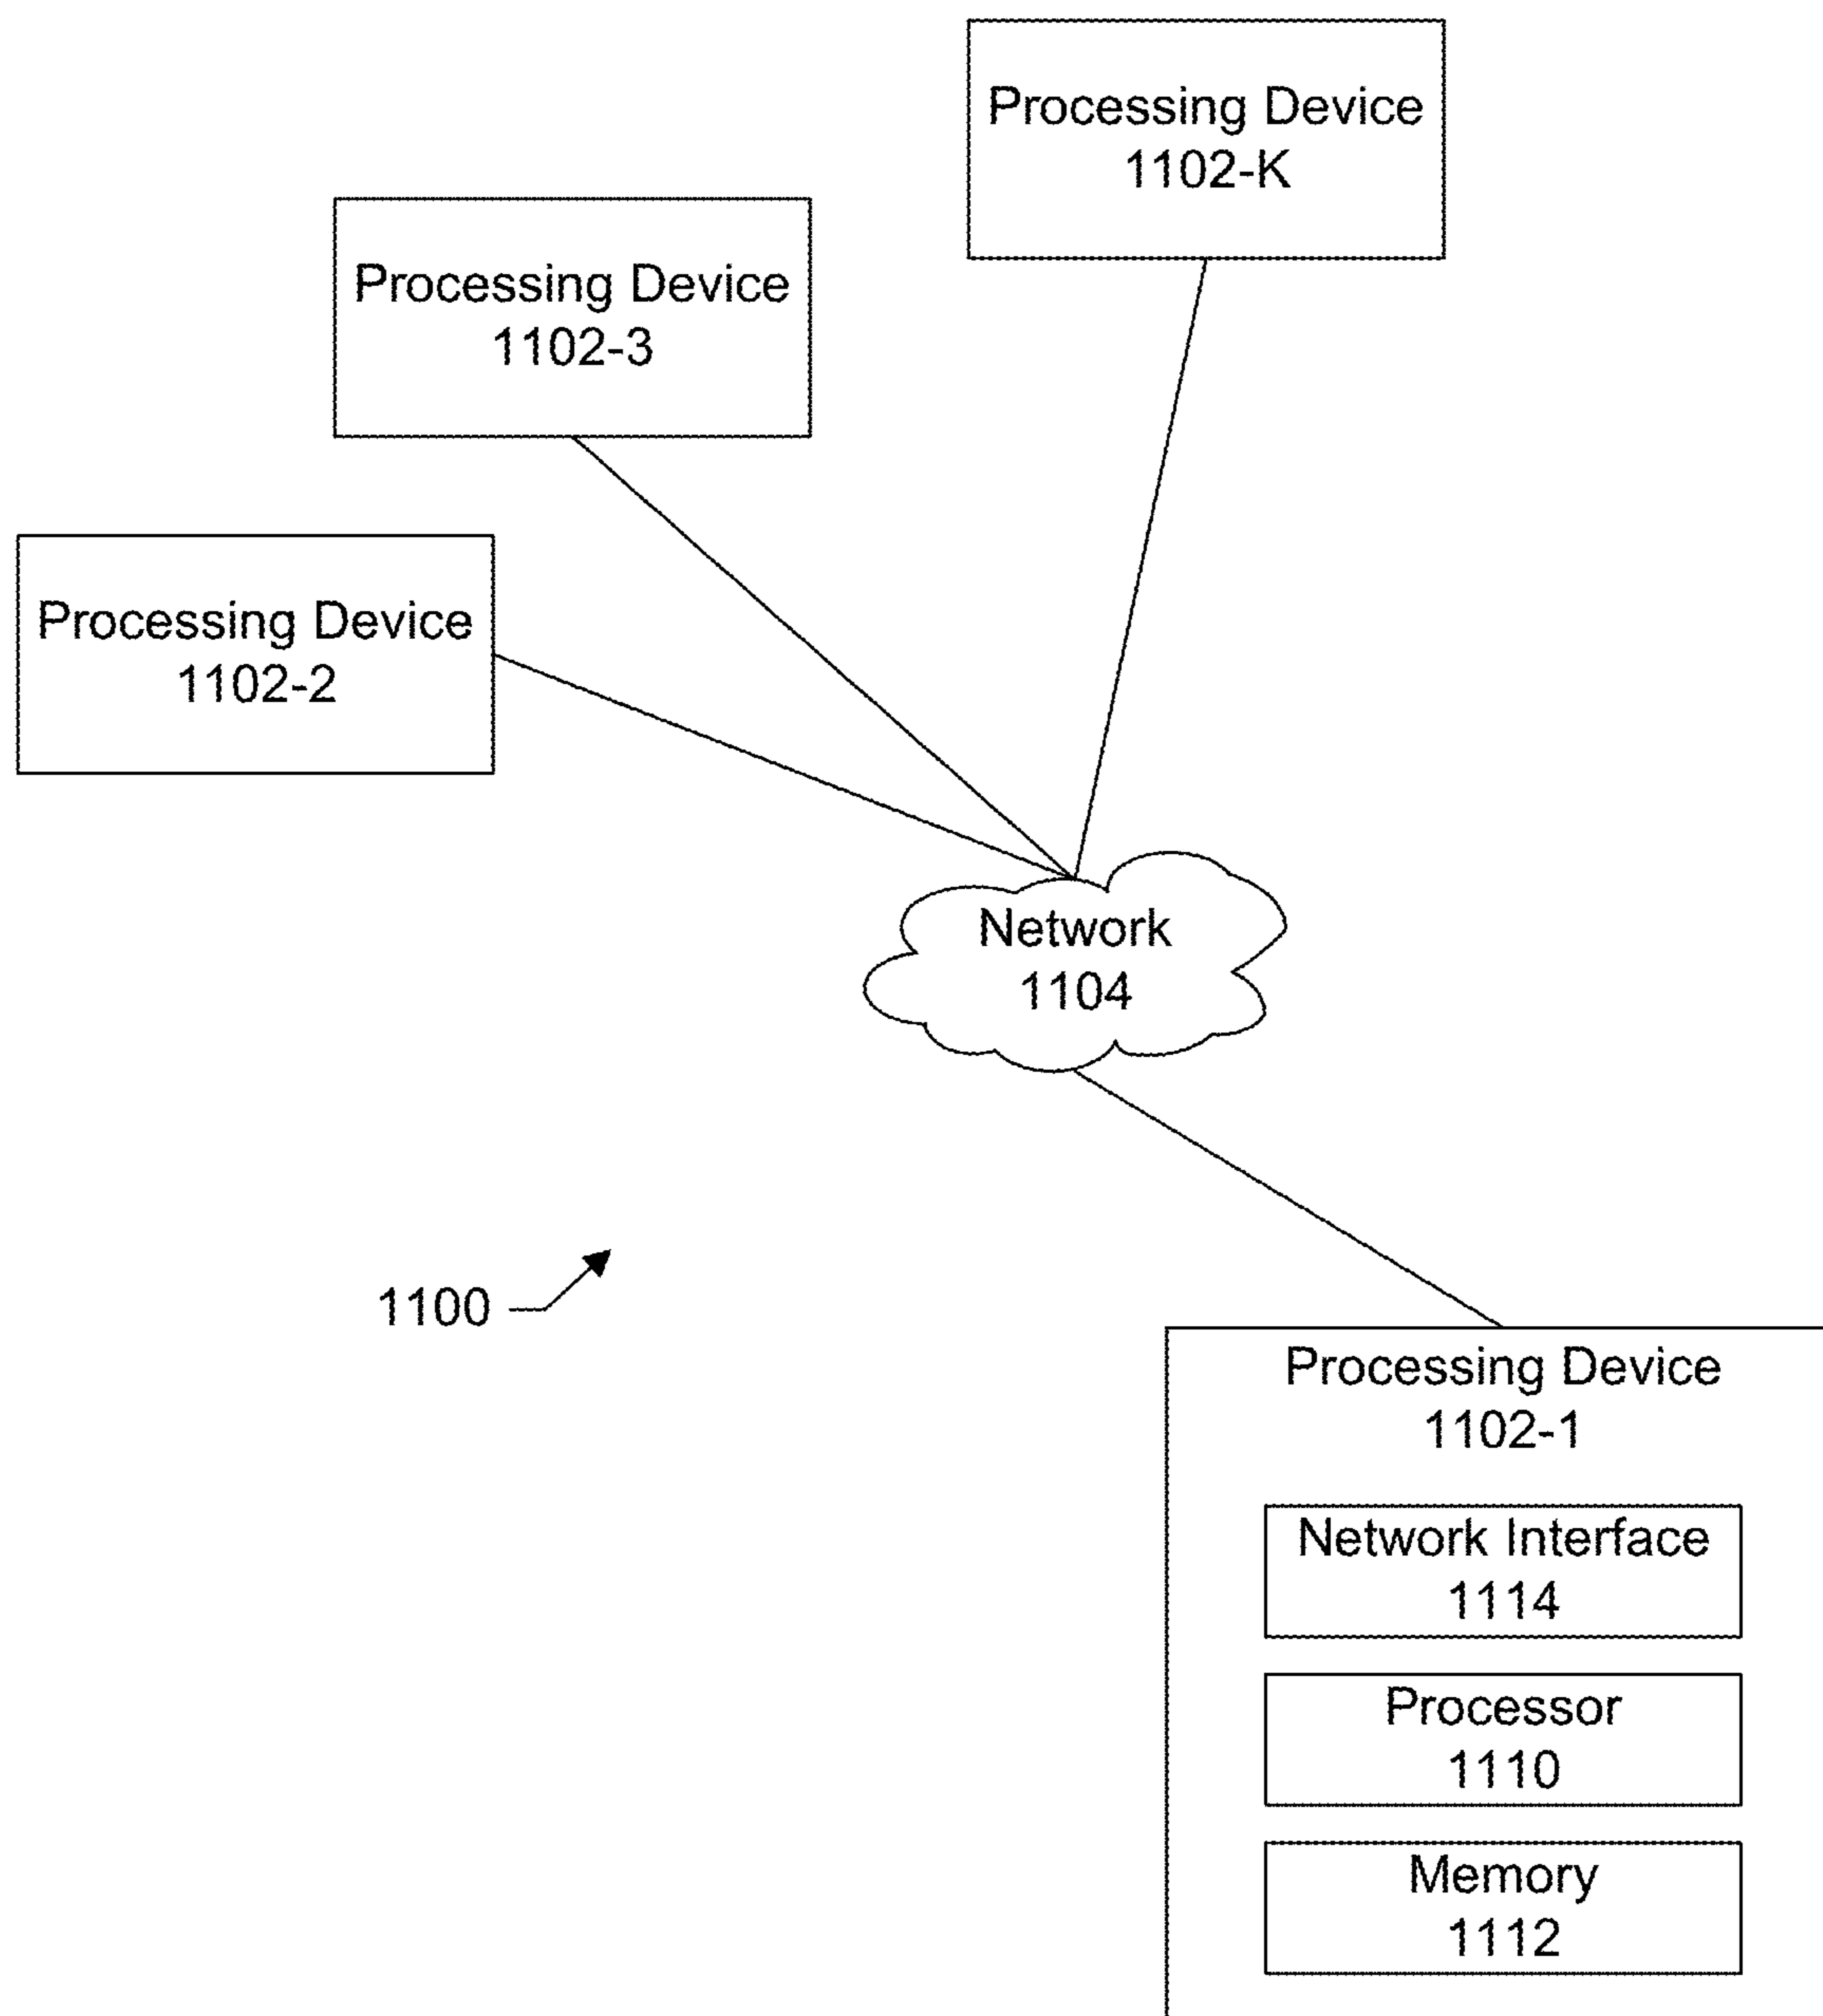 Processing Device
1102-K
Processing Device
1102-3
Processing Device
1102-2
Network
1104
1100
Processing Device
1102-1
Network Interface
1114
Processor
1110
Memory
1112